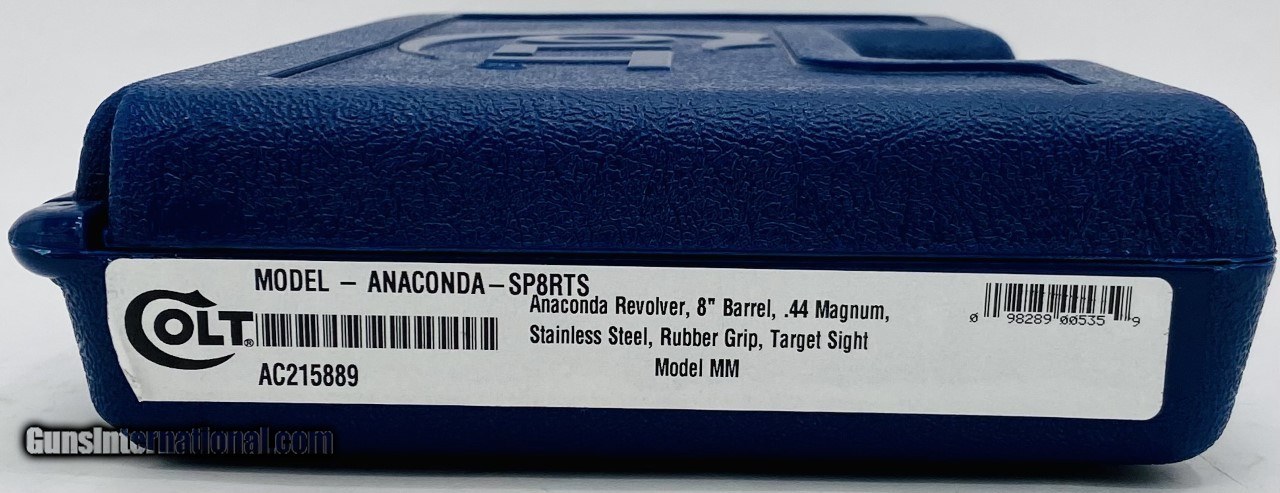 COLT
MODEL - ANACONDA-SP8RTS
COLT®
AC215889
Anaconda Revolver, 8" Barrel, .44 Magnum,
Stainless Steel, Rubber Grip, Target Sight
Model MM
0 98289 00535 9
GunsInternational.com